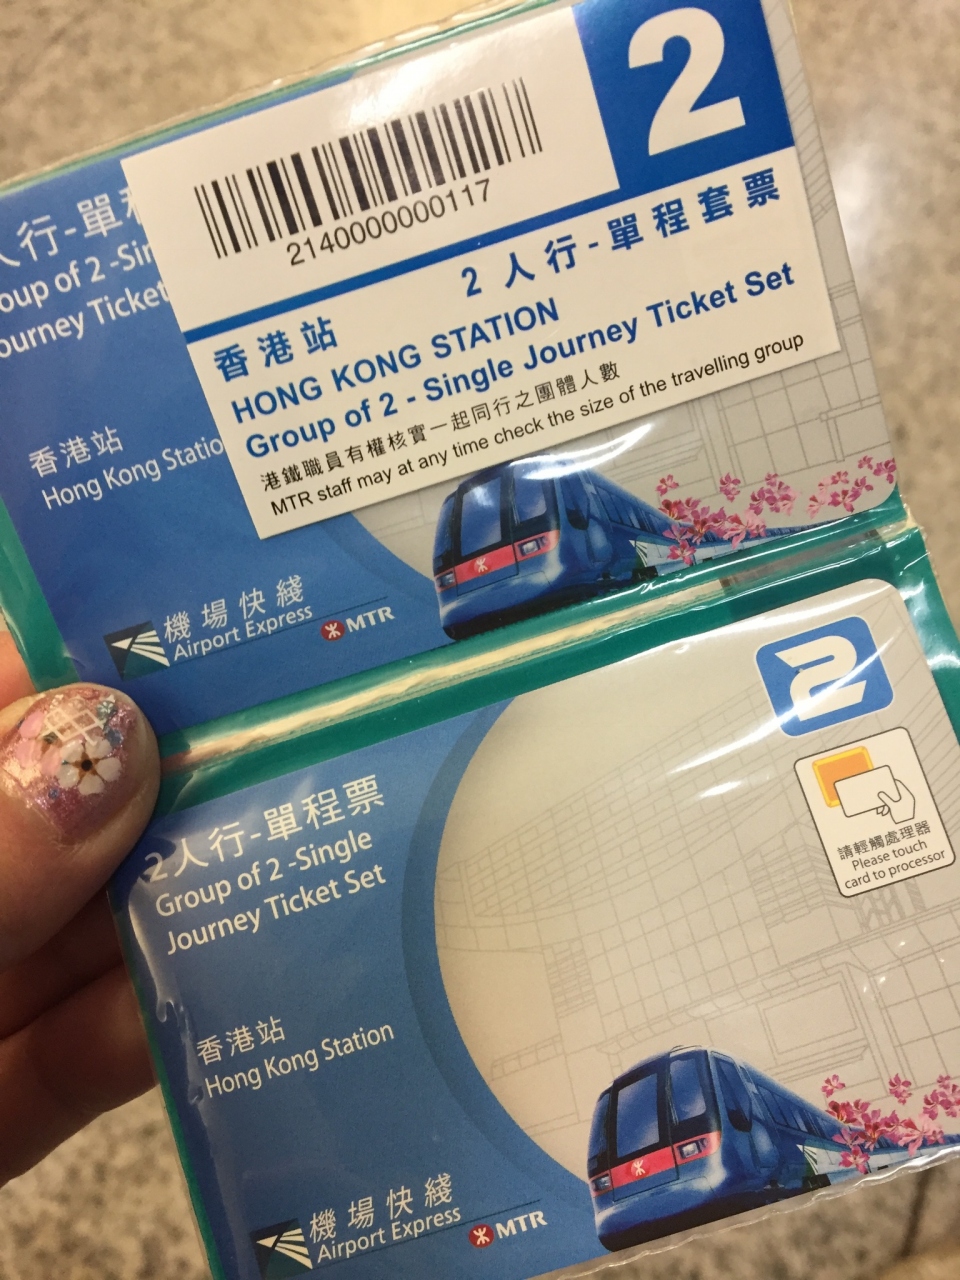 2
214000000117
2 人行-單程套票
香港站
HONG KONG STATION
Group of 2 - Single Journey Ticket Set
港鐵職員有權核實一起同行之團體人數
MTR staff may at any time check the size of the travelling group
人行-單程
oup of 2 -Sin
ourney Ticket
香港站
Hong Kong Statio
機場快綫
Airport Express
MTR
2
請輕觸處理器
Please touch
card to processor
2人行-單程票
Group of 2 -Single
Journey Ticket Set
香港站
Hong Kong Station
機場快綫
Airport Express
MTR